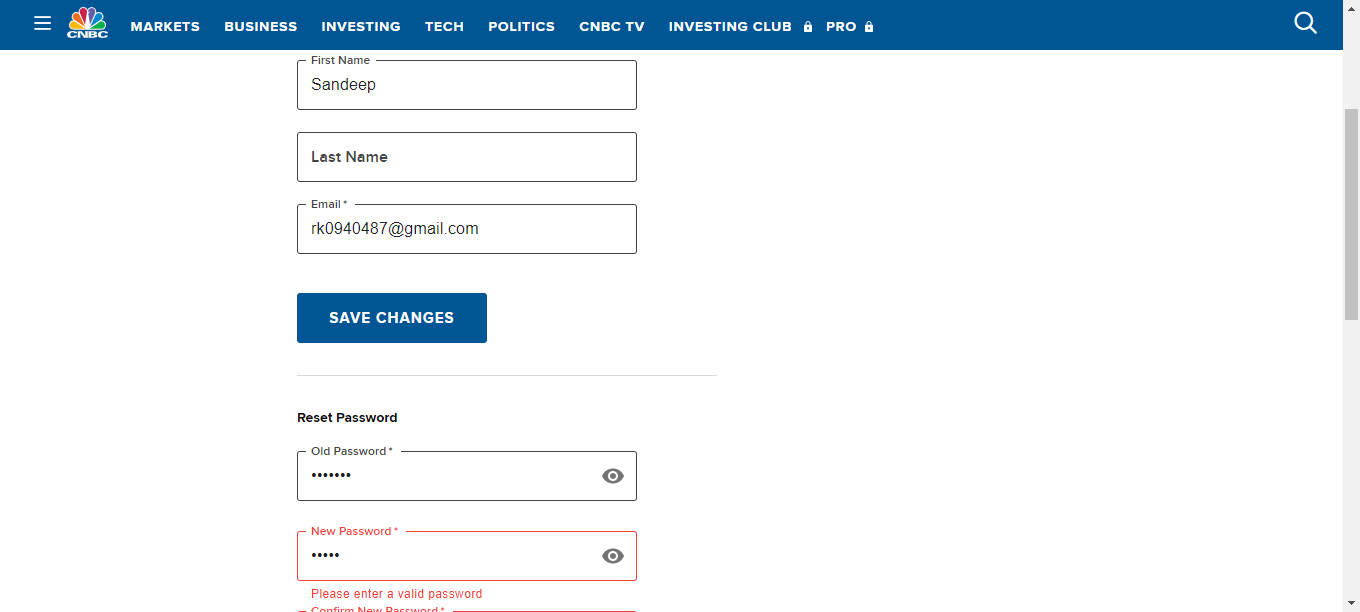 CNBC MARKETS BUSINESS INVESTING TECH POLITICS CNBC TV INVESTING CLUB PRO
First Name
Sandeep
Last Name
Email *
rk0940487@gmail.com
SAVE CHANGES
Reset Password
Old Password *
•••••••
New Password *
•••••
Please enter a valid password
Confirm New Password *